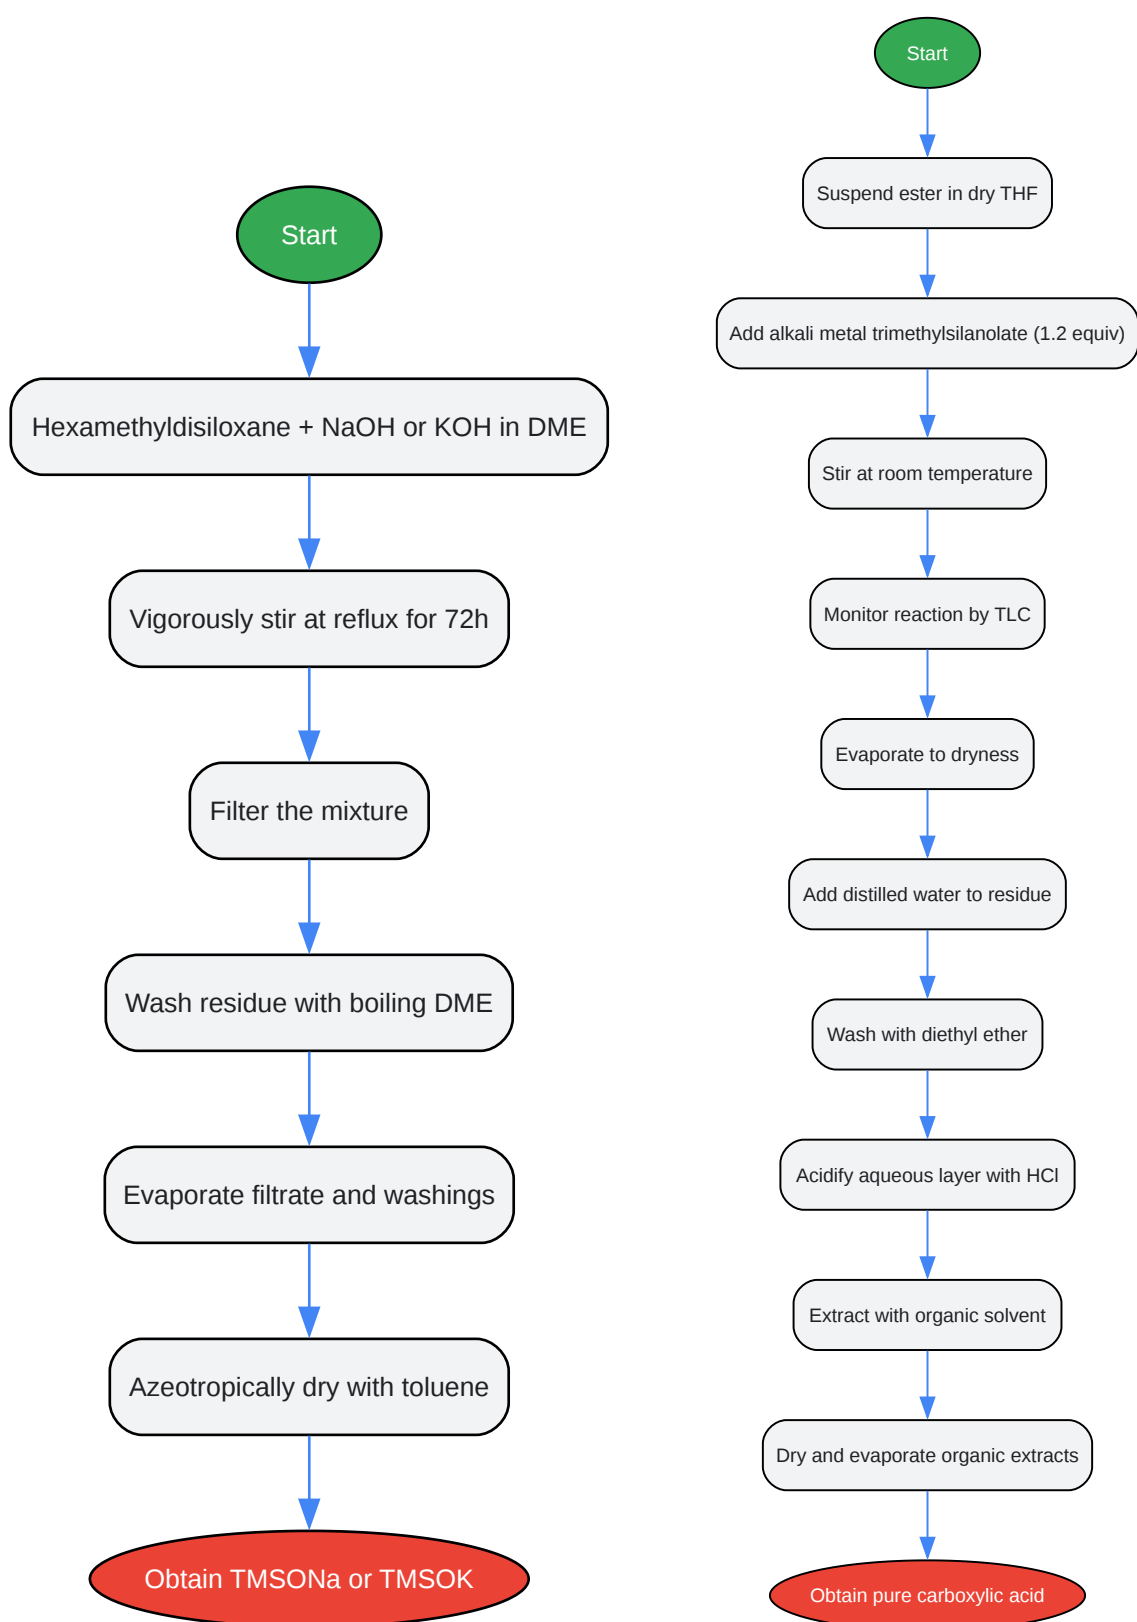 Start
Hexamethyldisiloxane + NaOH or KOH in DME
Vigorously stir at reflux for 72h
Filter the mixture
Wash residue with boiling DME
Evaporate filtrate and washings
Azeotropically dry with toluene
Obtain TMSONa or TMSOK
Start
Suspend ester in dry THF
Add alkali metal trimethylsilanolate (1.2 equiv)
Stir at room temperature
Monitor reaction by TLC
Evaporate to dryness
Add distilled water to residue
Wash with diethyl ether
Acidify aqueous layer with HCl
Extract with organic solvent
Dry and evaporate organic extracts
Obtain pure carboxylic acid